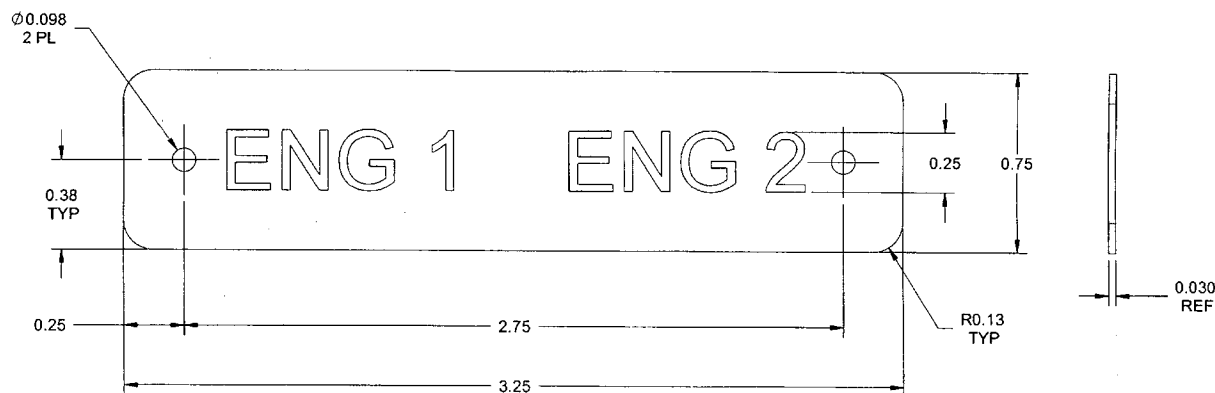 Ø0.098
2 PL
ENG 1 ENG 2
0.25
0.75
0.38
TYP
0.030
REF
0.25
2.75
R0.13
TYP
3.25